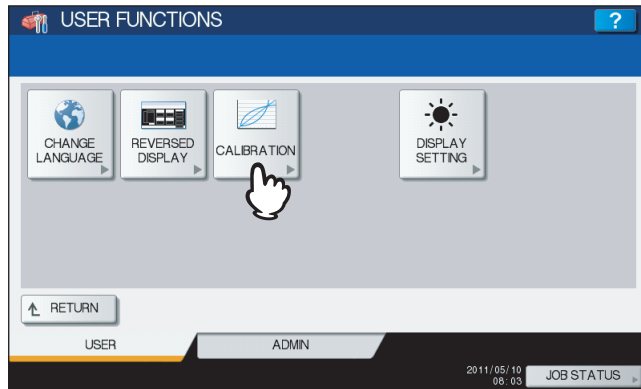 USER FUNCTIONS
?
CHANGE
LANGUAGE
REVERSED
DISPLAY
CALIBRATION
DISPLAY
SETTING
RETURN
USER
ADMIN
2011/05/10
08:03
JOB STATUS